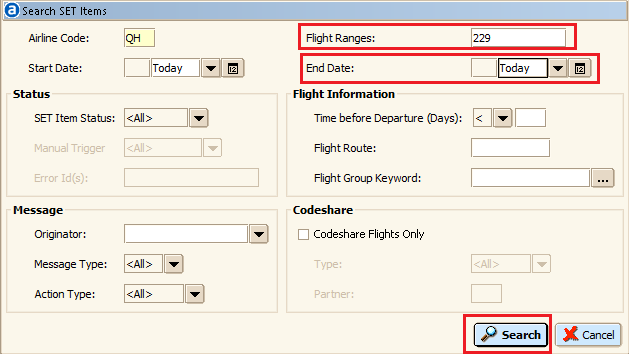 Search SET Items
Airline Code: QH Flight Ranges: 229
Start Date: Today 12 End Date: Today 12
Status Flight Information
SET Item Status: <All> Time before Departure (Days): <
Manual Trigger <All> Flight Route:
Error Id(s): Flight Group Keyword: ...
Message Codeshare
Originator: Codeshare Flights Only
Message Type: <All> Type: <All>
Action Type: <All> Partner:
Search Cancel